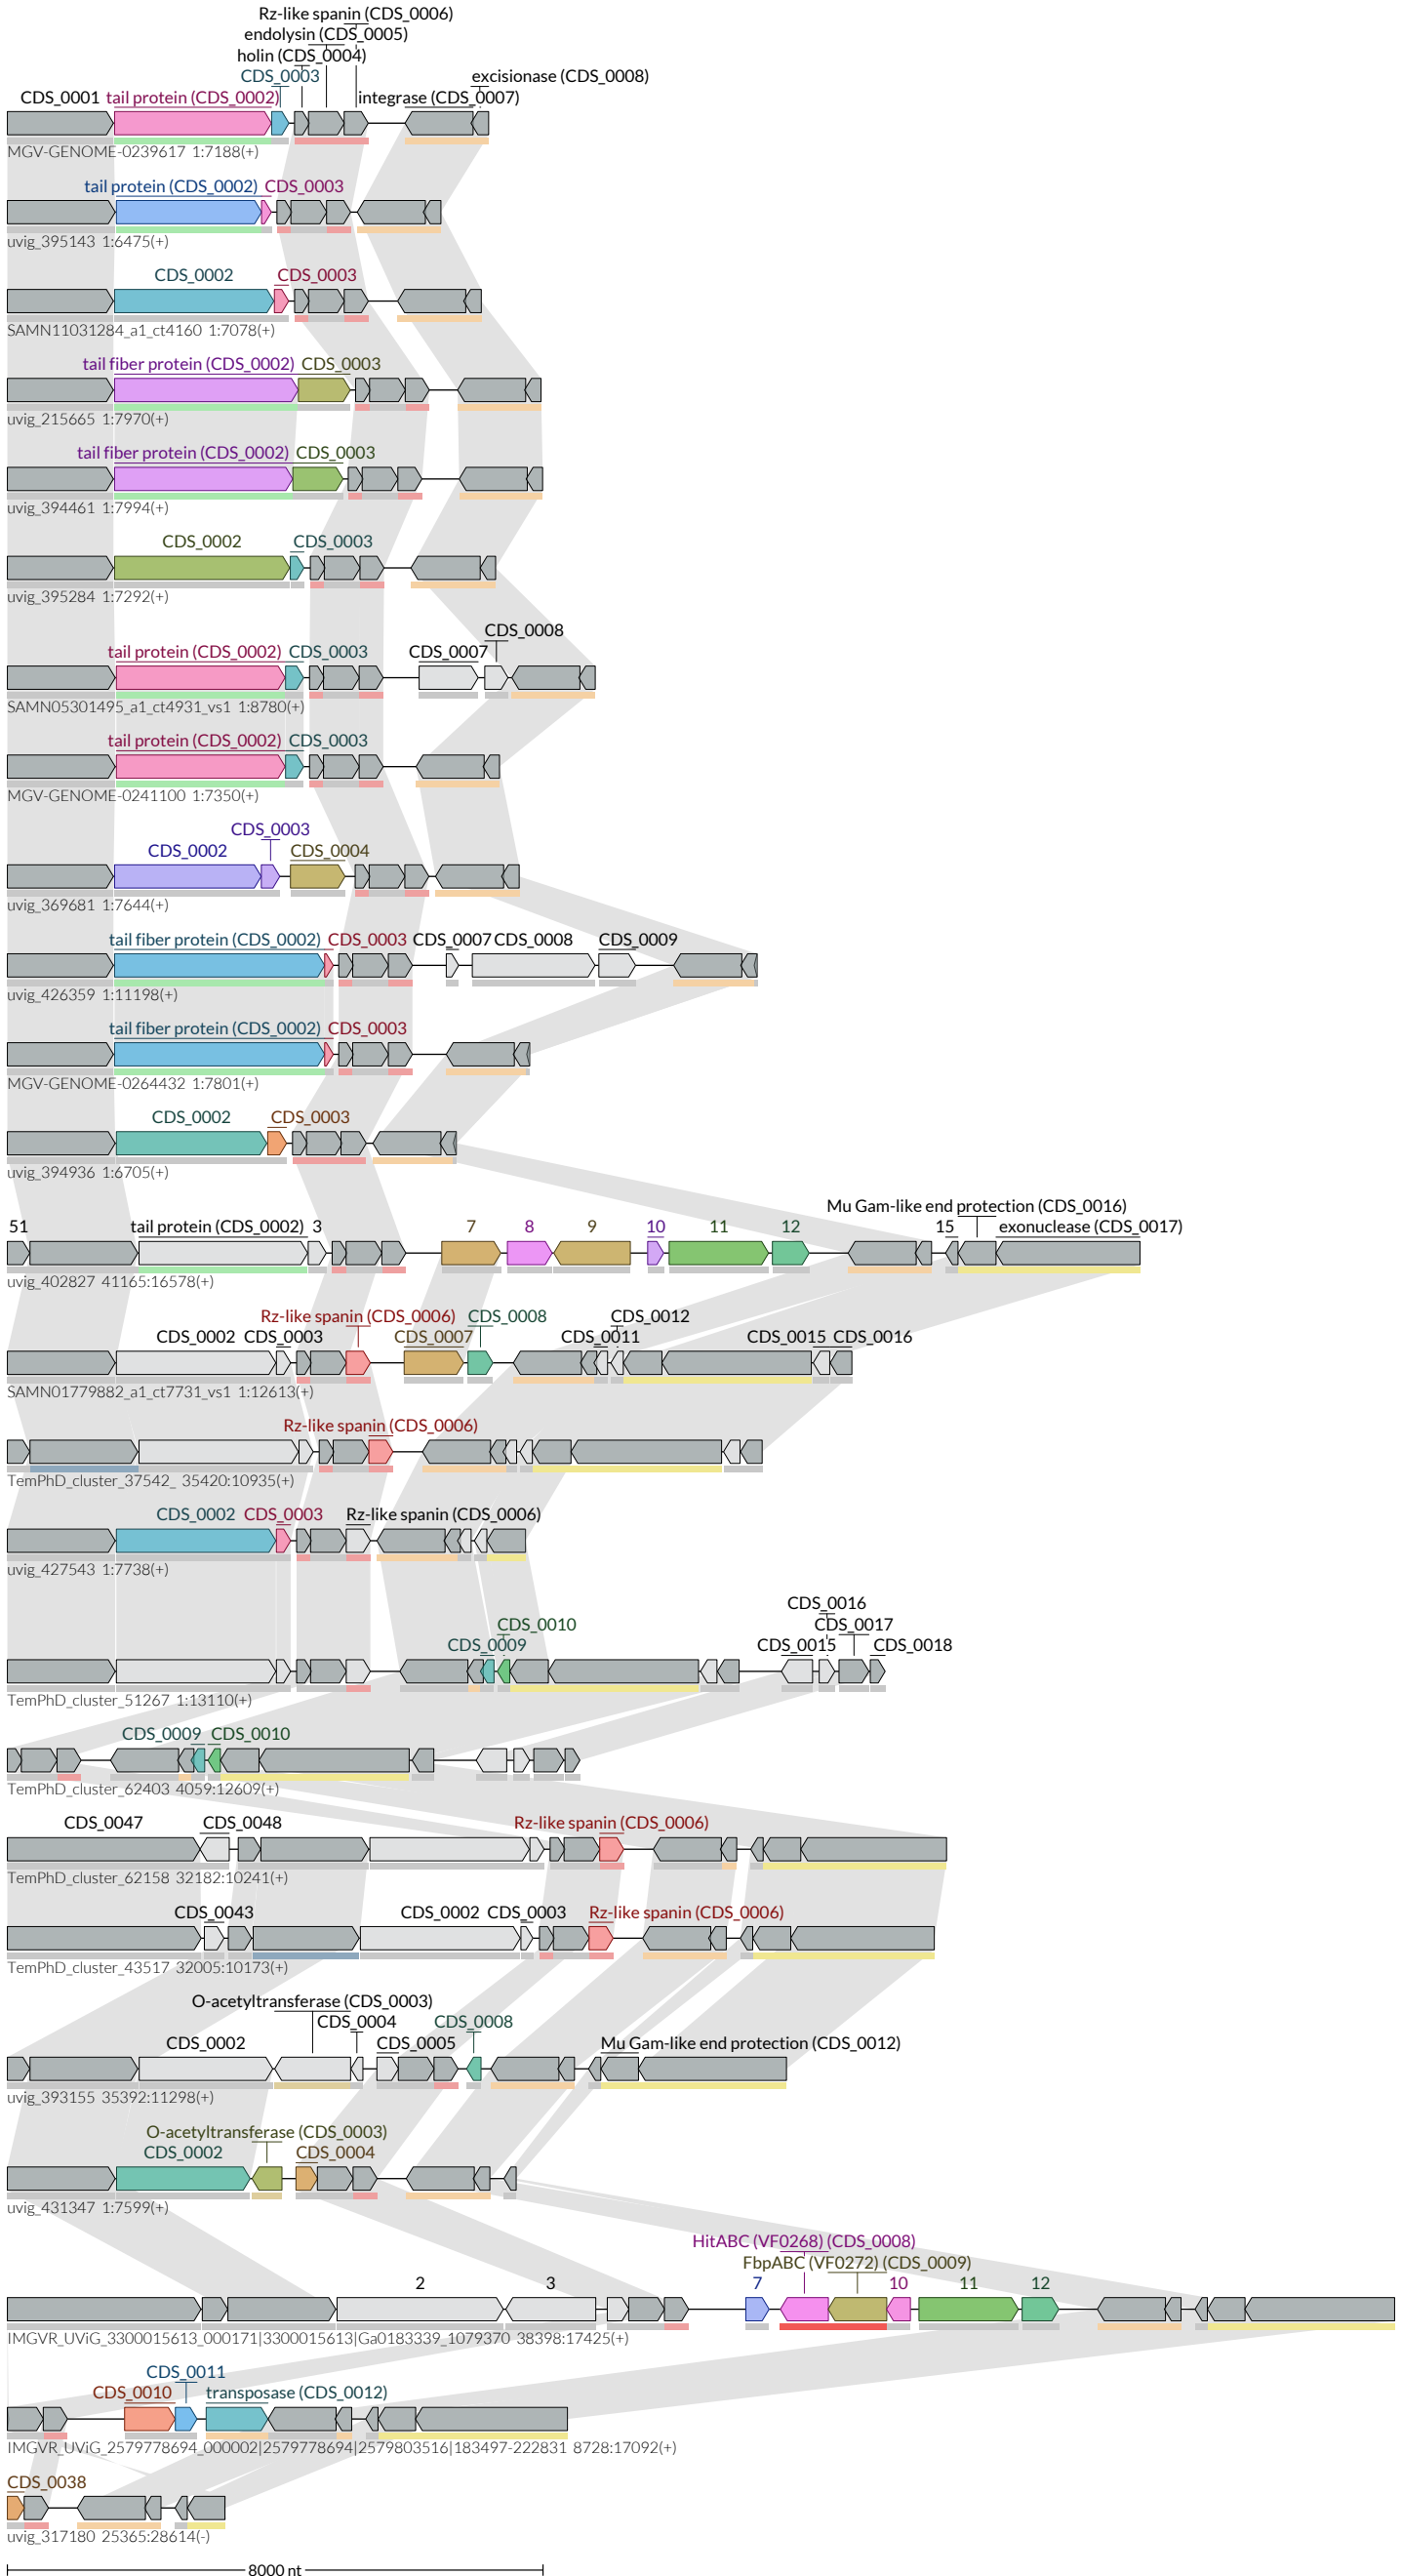 Rz-like spanin (CDS_0006)
endolysin (CDS_0005)
holin (CDS_0004)
CDS_0003 excisionase (CDS_0008)
CDS_0001 tail protein (CDS_0002) integrase (CDS_0007)
MGV-GENOME-0239617 1:7188(+)
tail protein (CDS_0002) CDS_0003
uvig_395143 1:6475(+)
CDS_0002 CDS_0003
SAMN11031284_a1_ct4160 1:7078(+)
tail fiber protein (CDS_0002) CDS_0003
uvig_215665 1:7970(+)
tail fiber protein (CDS_0002) CDS_0003
uvig_394461 1:7994(+)
CDS_0002 CDS_0003
uvig_395284 1:7292(+)
CDS_0008
tail protein (CDS_0002) CDS_0003 CDS_0007
SAMN05301495_a1_ct4931_vs1 1:8780(+)
tail protein (CDS_0002) CDS_0003
MGV-GENOME-0241100 1:7350(+)
CDS_0003
CDS_0002 CDS_0004
uvig_369681 1:7644(+)
tail fiber protein (CDS_0002) CDS_0003 CDS_0007 CDS_0008 CDS_0009
uvig_426359 1:11198(+)
tail fiber protein (CDS_0002) CDS_0003
MGV-GENOME-0264432 1:7801(+)
CDS_0002 CDS_0003
uvig_394936 1:6705(+)
Mu Gam-like end protection (CDS_0016)
51 tail protein (CDS_0002) 3 7 8 9 10 11 12 15 exonuclease (CDS_0017)
uvig_402827 41165:16578(+)
Rz-like spanin (CDS_0006) CDS_0008 CDS_0012
CDS_0002 CDS_0003 CDS_0007 CDS_0011 CDS_0015 CDS_0016
SAMN01779882_a1_ct7731_vs1 1:12613(+)
Rz-like spanin (CDS_0006)
TemPhD_cluster_37542_ 35420:10935(+)
CDS_0002 CDS_0003 Rz-like spanin (CDS_0006)
uvig_427543 1:7738(+)
CDS_0016
CDS_0010 CDS_0017
CDS_0009 CDS_0015 CDS_0018
TemPhD_cluster_51267 1:13110(+)
CDS_0009 CDS_0010
TemPhD_cluster_62403 4059:12609(+)
CDS_0047 CDS_0048 Rz-like spanin (CDS_0006)
TemPhD_cluster_62158 32182:10241(+)
CDS_0043 CDS_0002 CDS_0003 Rz-like spanin (CDS_0006)
TemPhD_cluster_43517 32005:10173(+)
O-acetyltransferase (CDS_0003)
CDS_0004 CDS_0008
CDS_0002 CDS_0005 Mu Gam-like end protection (CDS_0012)
uvig_393155 35392:11298(+)
O-acetyltransferase (CDS_0003)
CDS_0002 CDS_0004
uvig_431347 1:7599(+)
HitABC (VF0268) (CDS_0008)
FbpABC (VF0272) (CDS_0009)
2 3 7 10 11 12
IMGVR_UViG_3300015613_000171|3300015613|Ga0183339_1079370 38398:17425(+)
CDS_0011
CDS_0010 transposase (CDS_0012)
IMGVR_UViG_2579778694_000002|2579778694|2579803516|183497-222831 8728:17092(+)
CDS_0038
uvig_317180 25365:28614(-)
8000 nt